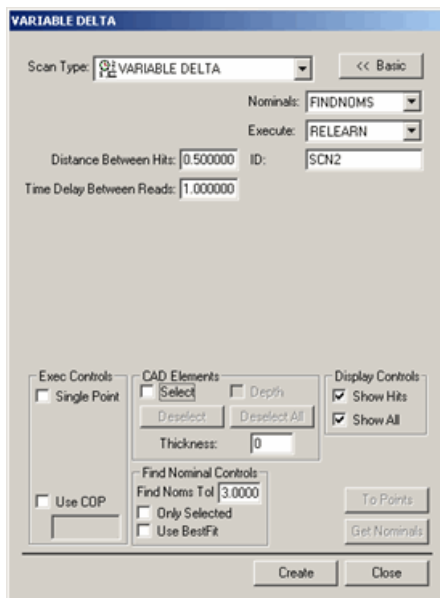 VARIABLE DELTA
Scan Type: VARIABLE DELTA << Basic
Nominals: FINDNOMS
Execute: RELEARN
Distance Between Hits: 0.500000 ID: SCN2
Time Delay Between Reads: 1.000000
Exec Controls CAD Elements Display Controls
Single Point Select Depth Show Hits
Deselect Deselect All Show All
Thickness: 0
Find Nominal Controls
Find Noms Tol 3.0000
Use COP Only Selected To Points
Use BestFit Get Nominals
Create Close